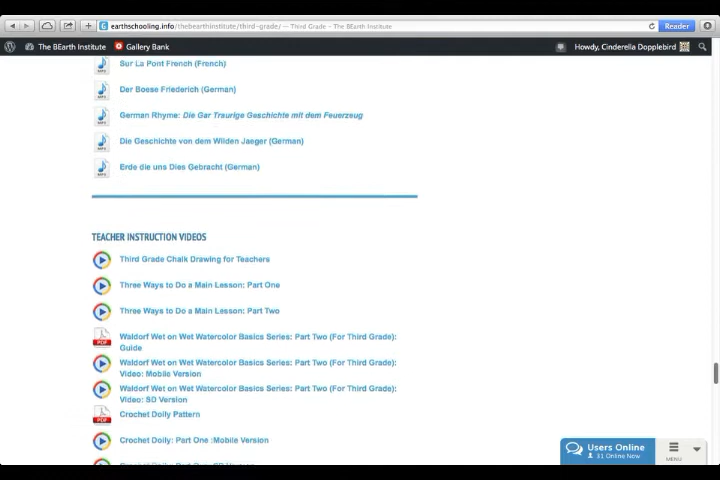 earthschooling.info/thebearthinstitute/third-grade/ — Third Grade – The BEarth Institute
Reader
The BEarth Institute
Gallery Bank
Howdy, Cinderella Dopplebird
Sur La Pont French (French)
Der Boese Friederich (German)
German Rhyme: Die Gar Traurige Geschichte mit dem Feuerzeug
Die Geschichte von dem Wilden Jaeger (German)
Erde die uns Dies Gebracht (German)
TEACHER INSTRUCTION VIDEOS
Third Grade Chalk Drawing for Teachers
Three Ways to Do a Main Lesson: Part One
Three Ways to Do a Main Lesson: Part Two
Waldorf Wet on Wet Watercolor Basics Series: Part Two (For Third Grade):
Guide
Waldorf Wet on Wet Watercolor Basics Series: Part Two (For Third Grade):
Video: Mobile Version
Waldorf Wet on Wet Watercolor Basics Series: Part Two (For Third Grade):
Video: SD Version
Crochet Doily Pattern
Crochet Doily: Part One :Mobile Version
Users Online
31 Online Now
MENU